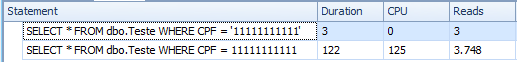 Statement Duration CPU Reads
SELECT * FROM dbo.Teste WHERE CPF = '11111111111' 3 0 3
SELECT * FROM dbo.Teste WHERE CPF = 11111111111 122 125 3.748